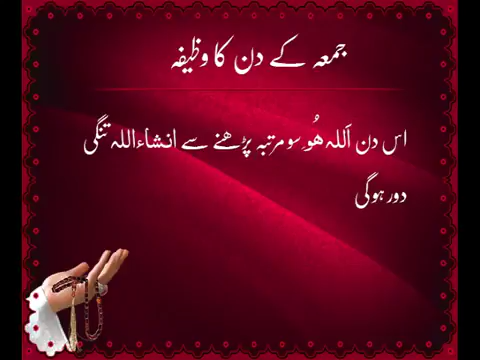 جمعہ کے دن کا وظیفہ
اس دن اَللہ ھُو سو مرتبہ پڑھنے سے انشاءاللہ تنگی
دور ہوگی